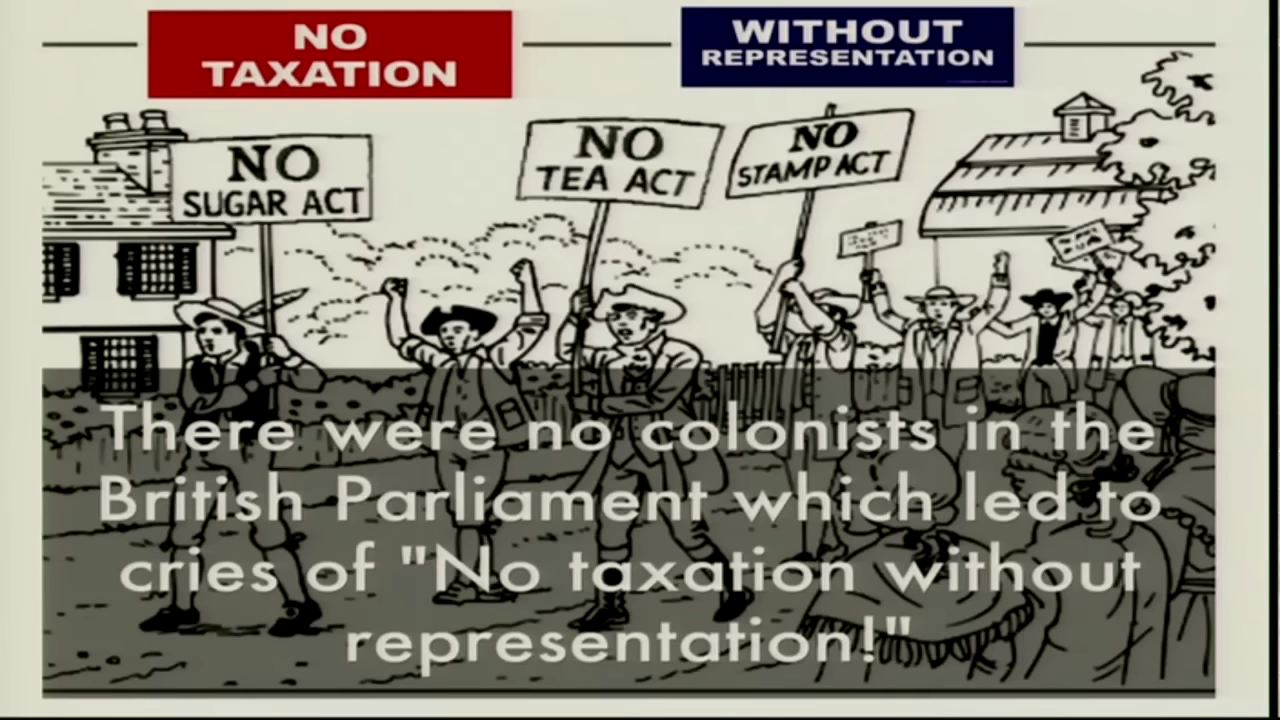 NO
TAXATION
WITHOUT
REPRESENTATION
NO
SUGAR ACT
NO
TEA ACT
NO
STAMP ACT
There were no colonists in the
British Parliament which led to
cries of "No taxation without
representation!"